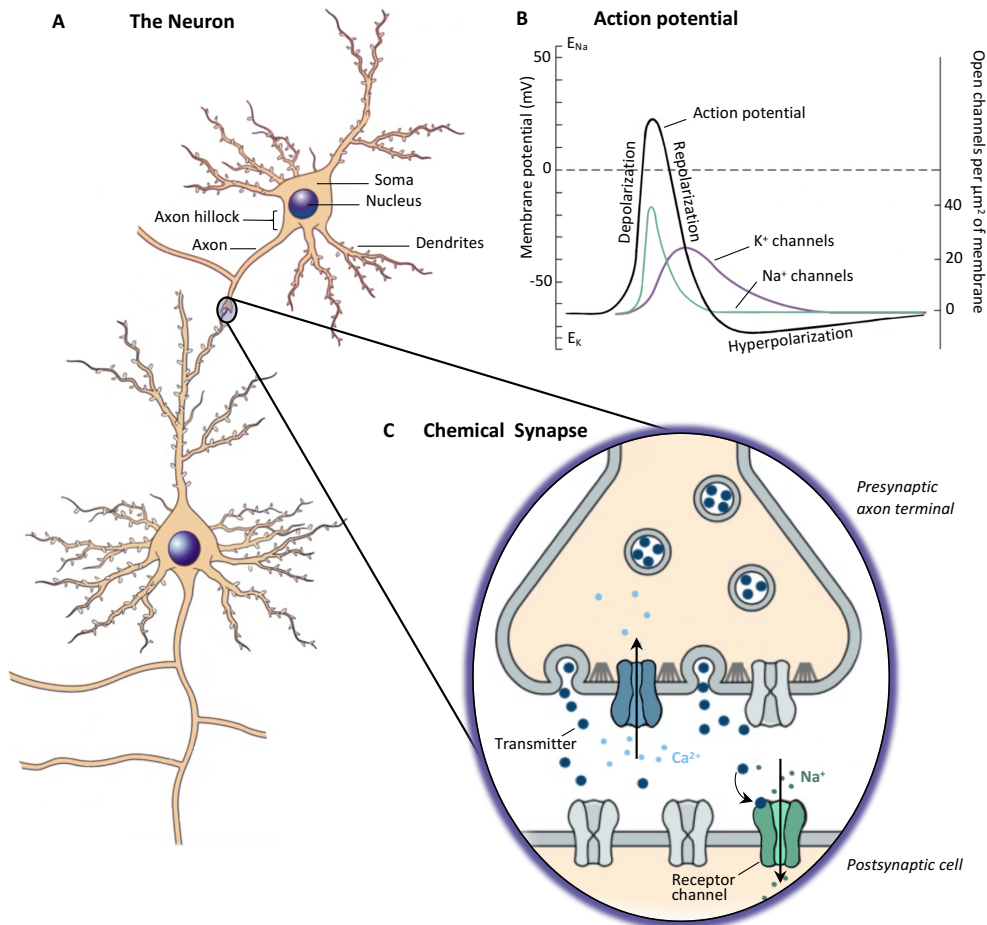 A The Neuron
Soma
Nucleus
Axon hillock
Axon
Dendrites
B Action potential
Membrane potential (mV)
50
0
-50
E_Na
E_K
Action potential
Depolarization
Repolarization
K⁺ channels
Na⁺ channels
Hyperpolarization
40
20
0
Open channels per µm² of membrane
C Chemical Synapse
Presynaptic
axon terminal
Transmitter
Ca²⁺
Na⁺
Receptor
channel
Postsynaptic cell